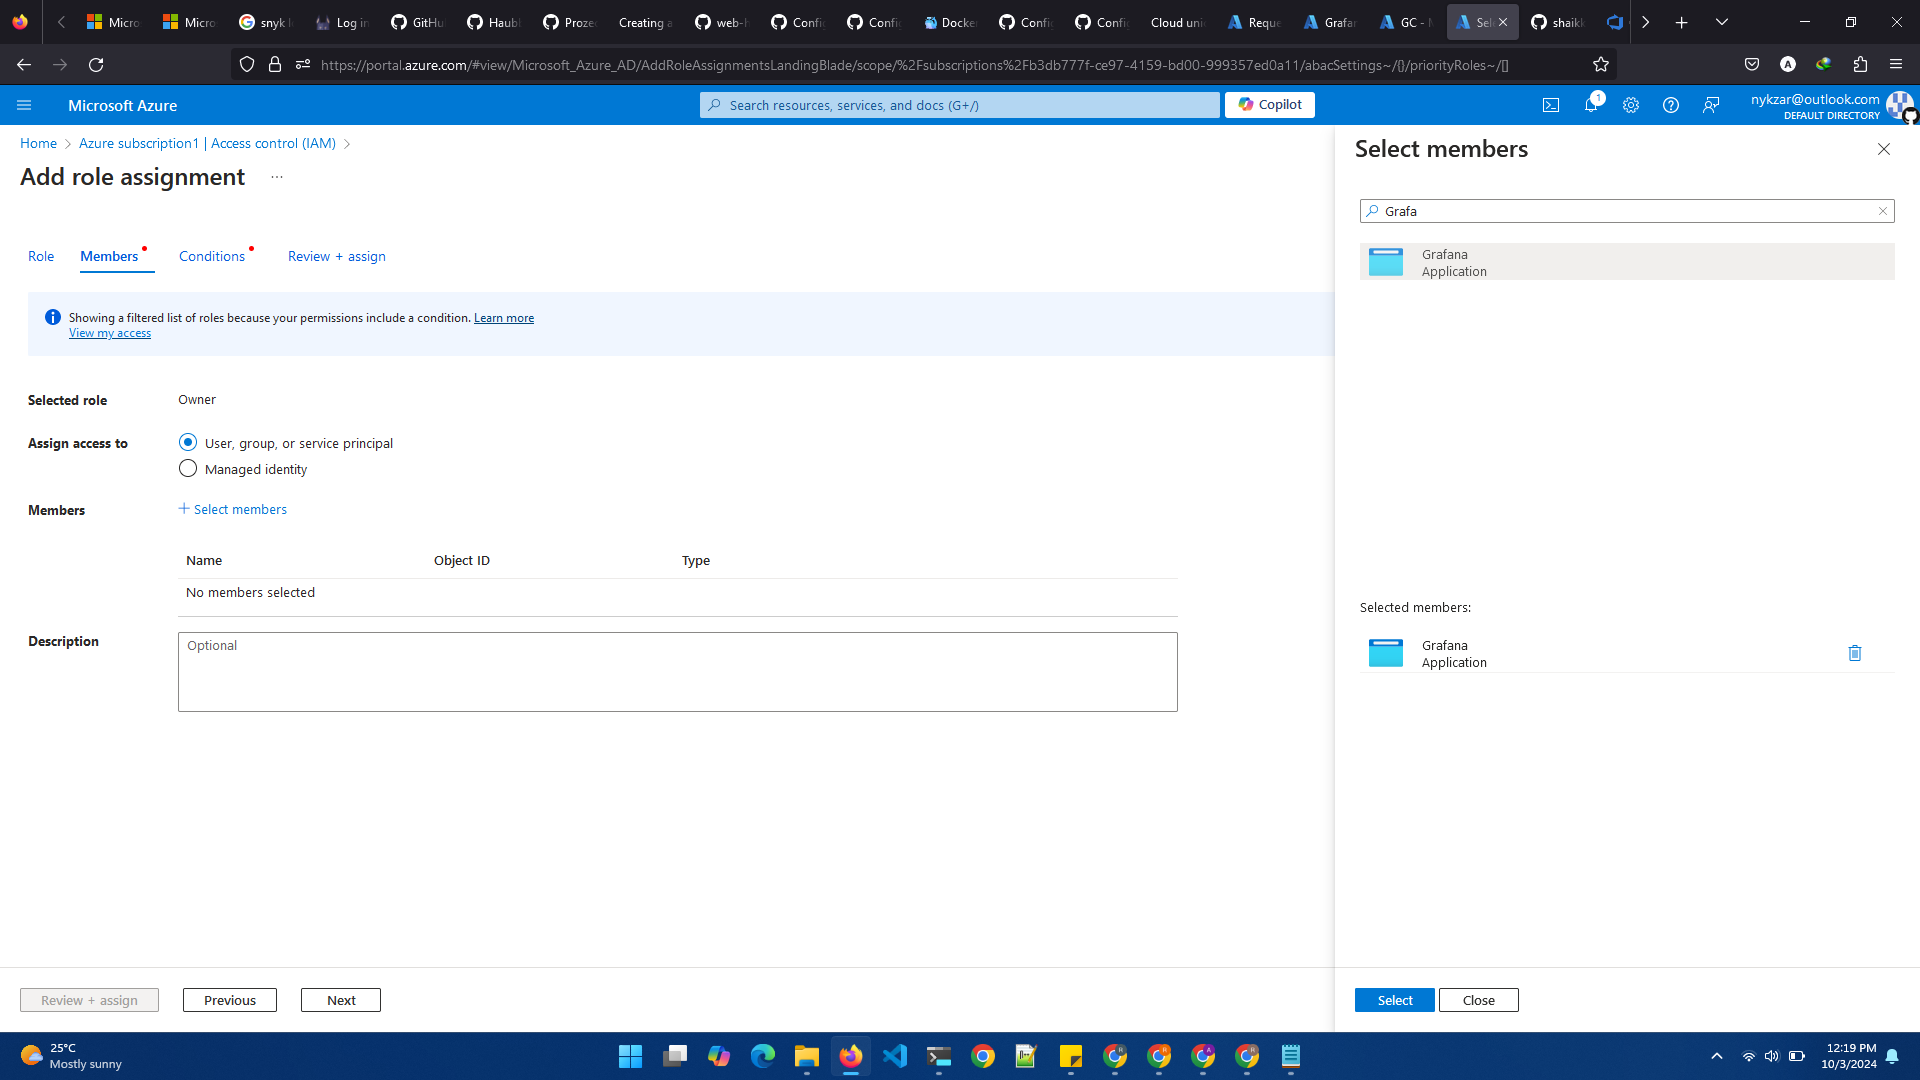 Micro
Micro
snyk l
Log in
GitHu
Haub
Proze
Creating a
web-h
Confi
Confi
Docker
Confi
Confi
Cloud uni
Reque
Grafar
GC - M
Sel
shaikk
https://portal.azure.com/#view/Microsoft_Azure_AD/AddRoleAssignmentsLandingBlade/scope/%2Fsubscriptions%2Fb3db777f-ce97-4159-bd00-999357ed0a11/abacSettings~/{}/priorityRoles~/[]
Microsoft Azure
Search resources, services, and docs (G+/)
Copilot
1
nykzar@outlook.com
DEFAULT DIRECTORY
Home > Azure subscription1 | Access control (IAM) >
Add role assignment ...
Role
Members
Conditions
Review + assign
Showing a filtered list of roles because your permissions include a condition. Learn more
View my access
Selected role
Owner
Assign access to
User, group, or service principal
Managed identity
Members
+ Select members
Name
Object ID
Type
No members selected
Description
Optional
Review + assign
Previous
Next
Select members
Grafa
Grafana
Application
Selected members:
Grafana
Application
Select
Close
25°C
Mostly sunny
12:19 PM
10/3/2024